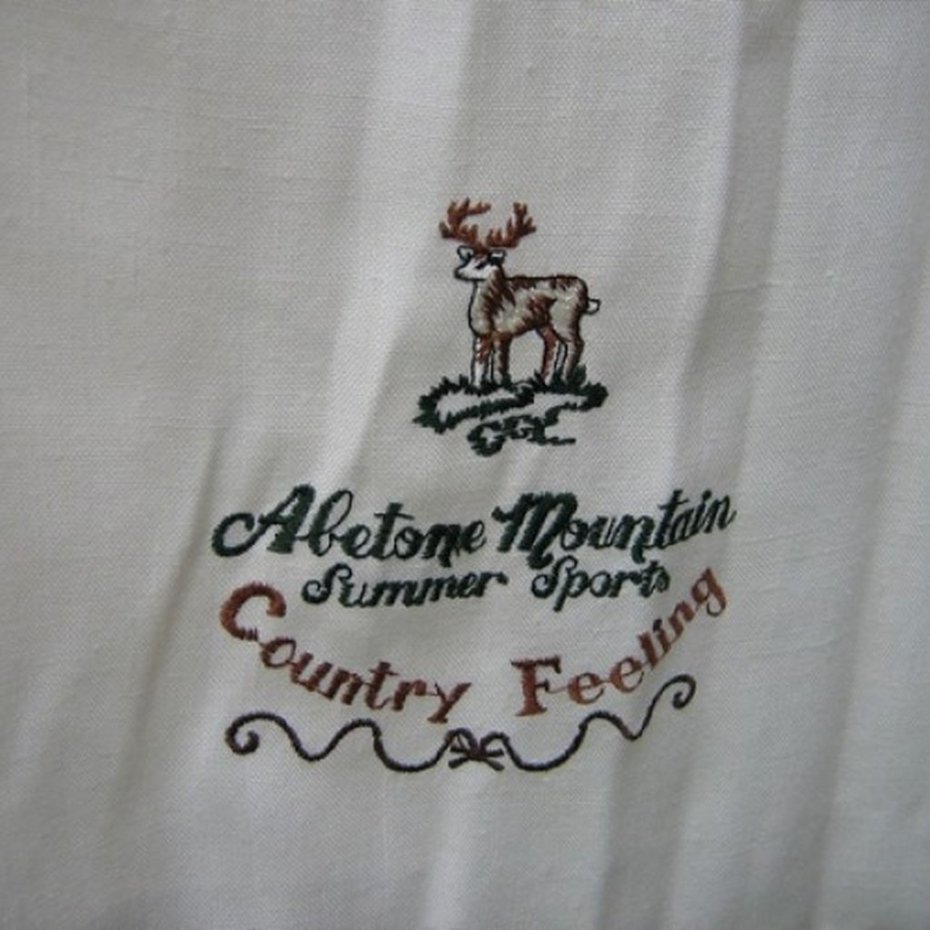 Abetone Mountain
Summer Sports
Country Feeling